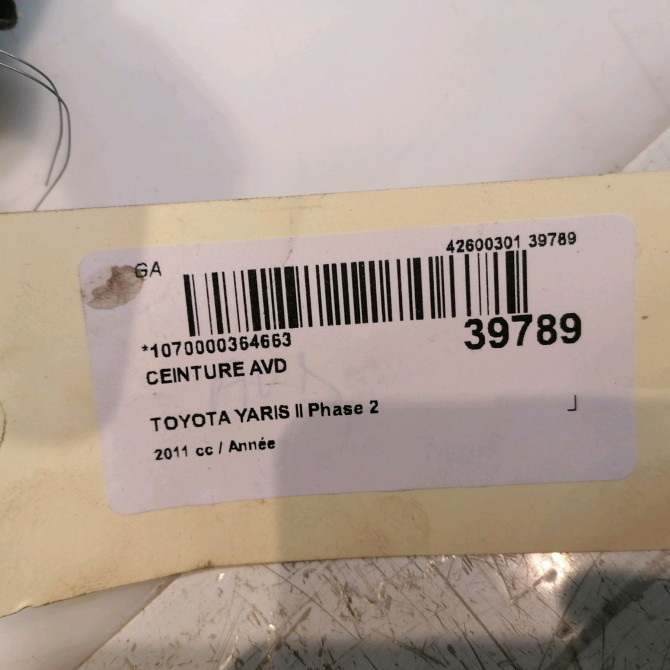 GA
42600301 39789
*1070000364663
39789
CEINTURE AVD
TOYOTA YARIS II Phase 2
2011 cc / Année